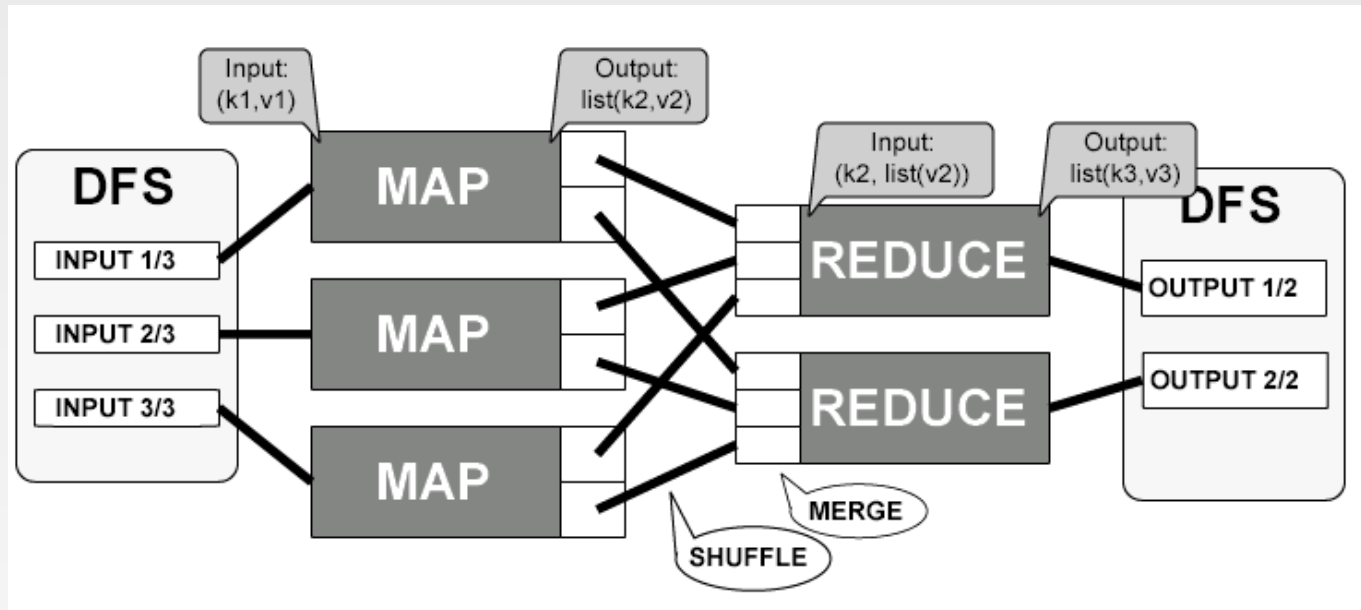 Input:
(k1,v1)
Output:
list(k2,v2)
Input:
(k2, list(v2))
Output:
list(k3,v3)
DFS
INPUT 1/3
INPUT 2/3
INPUT 3/3
MAP
MAP
MAP
REDUCE
REDUCE
DFS
OUTPUT 1/2
OUTPUT 2/2
MERGE
SHUFFLE